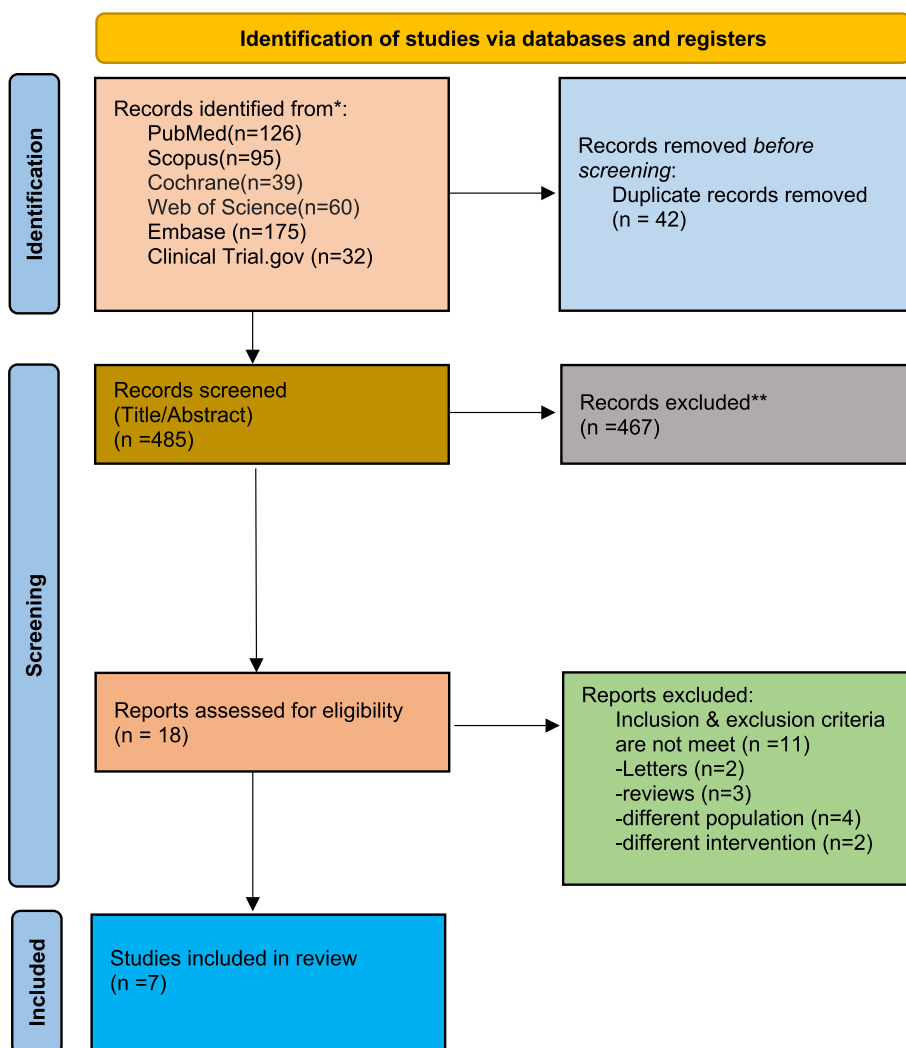 Identification of studies via databases and registers
Identification
Records identified from*:
PubMed(n=126)
Scopus(n=95)
Cochrane(n=39)
Web of Science(n=60)
Embase (n=175)
Clinical Trial.gov (n=32)
Records removed before
screening:
Duplicate records removed
(n = 42)
Screening
Records screened
(Title/Abstract)
(n =485)
Records excluded**
(n =467)
Reports assessed for eligibility
(n = 18)
Reports excluded:
Inclusion & exclusion criteria
are not meet (n =11)
-Letters (n=2)
-reviews (n=3)
-different population (n=4)
-different intervention (n=2)
Included
Studies included in review
(n =7)